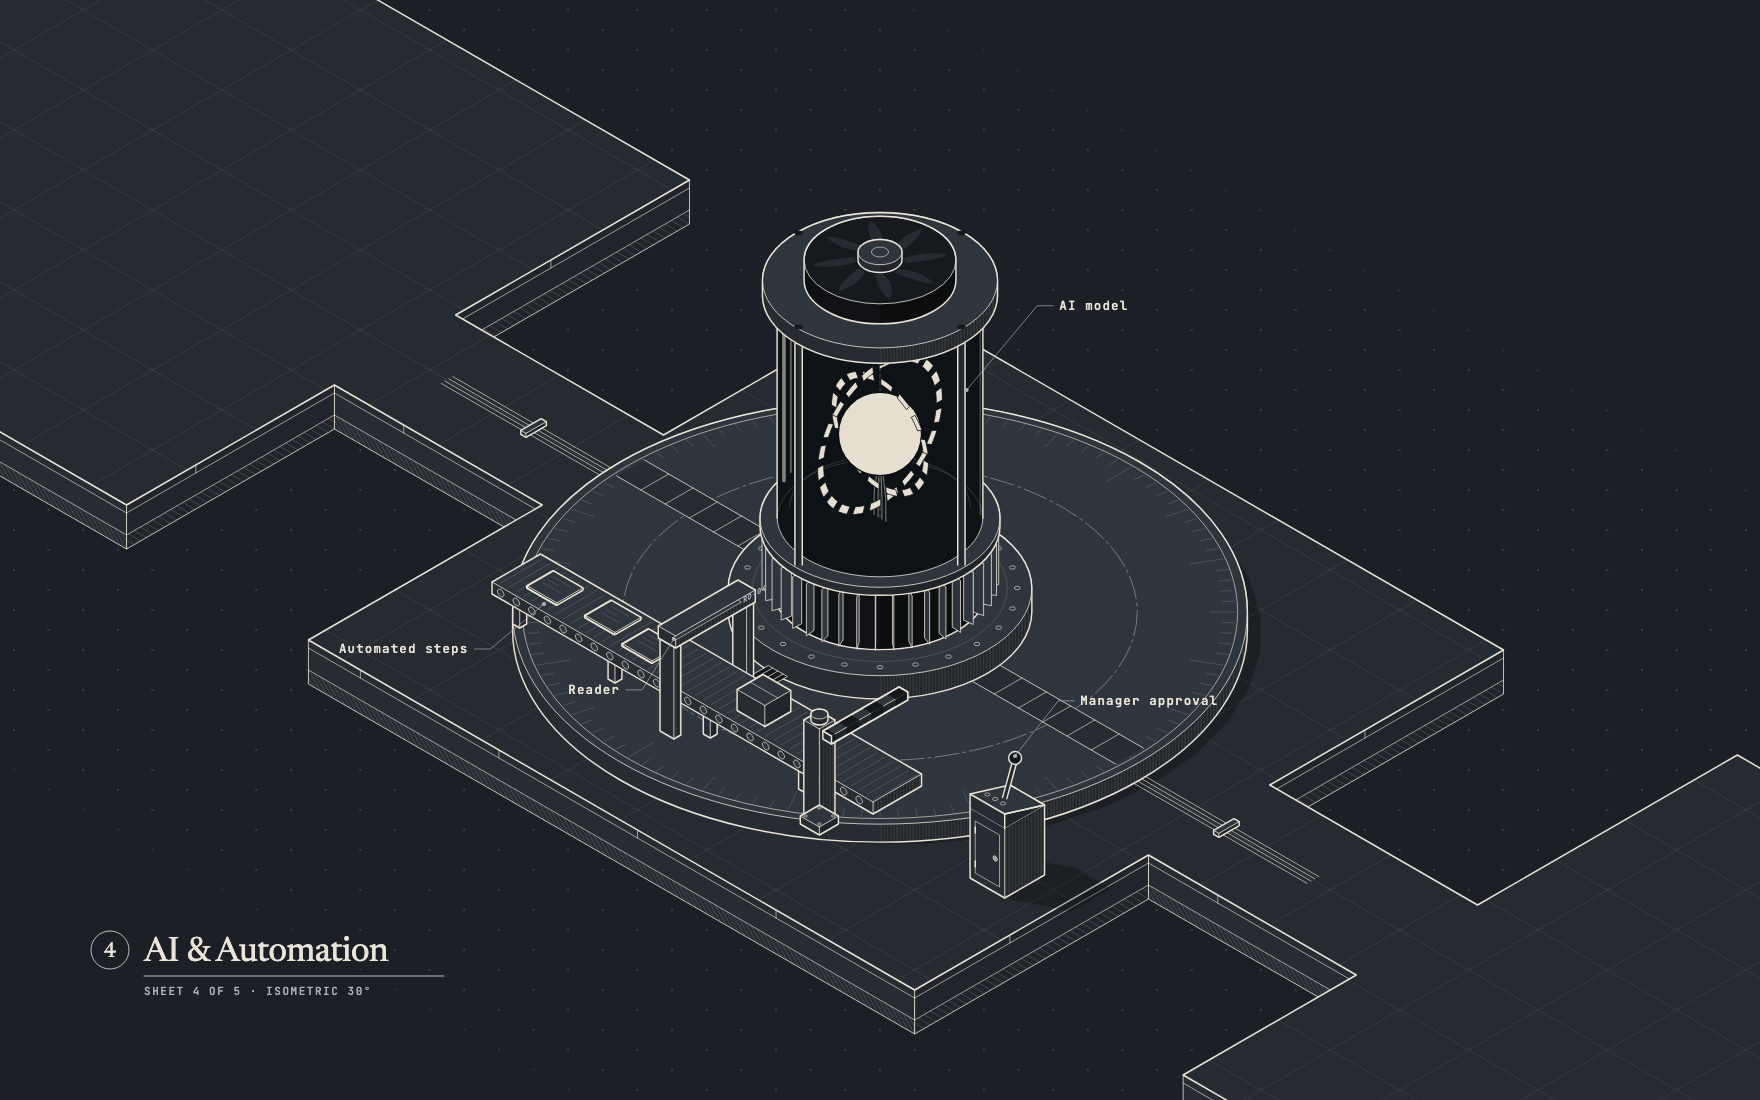 AI model
Automated steps
Reader
Manager approval
4 AI & Automation
SHEET 4 OF 5 · ISOMETRIC 30°